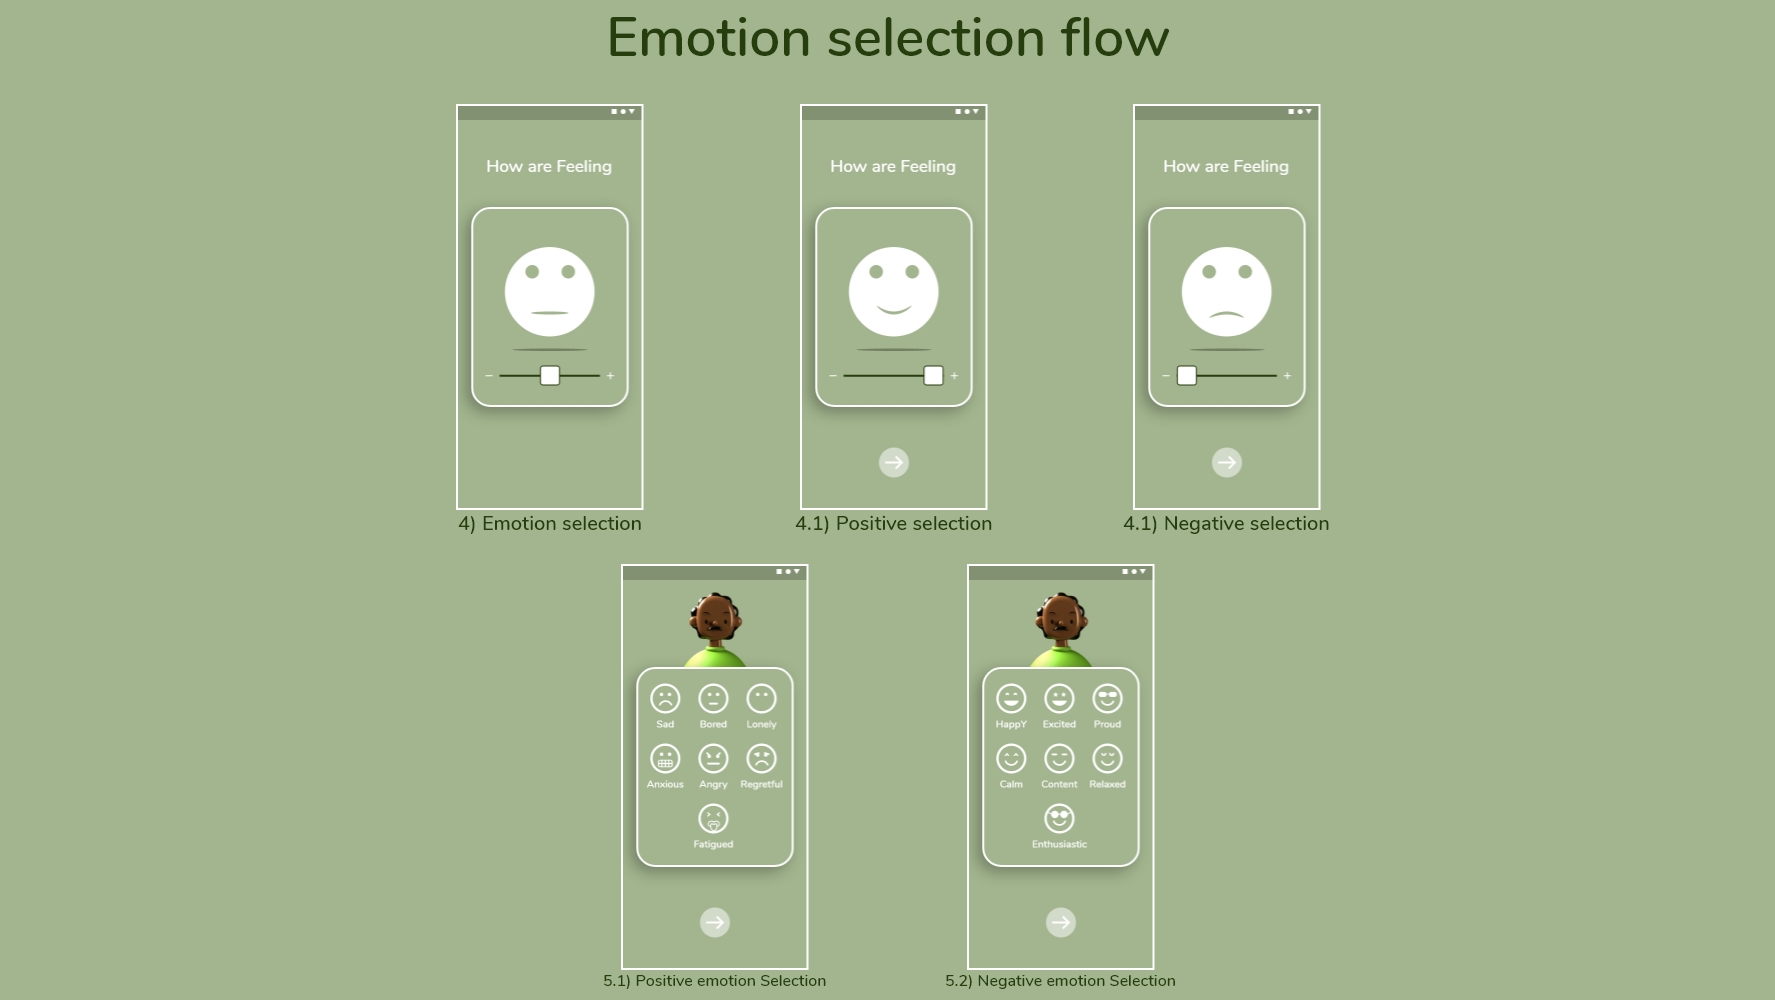 Emotion selection flow
How are Feeling
How are Feeling
How are Feeling
− +
− +
− +
4) Emotion selection
4.1) Positive selection
4.1) Negative selection
Sad Bored Lonely
Anxious Angry Regretful
Fatigued
HappY Excited Proud
Calm Content Relaxed
Enthusiastic
5.1) Positive emotion Selection
5.2) Negative emotion Selection